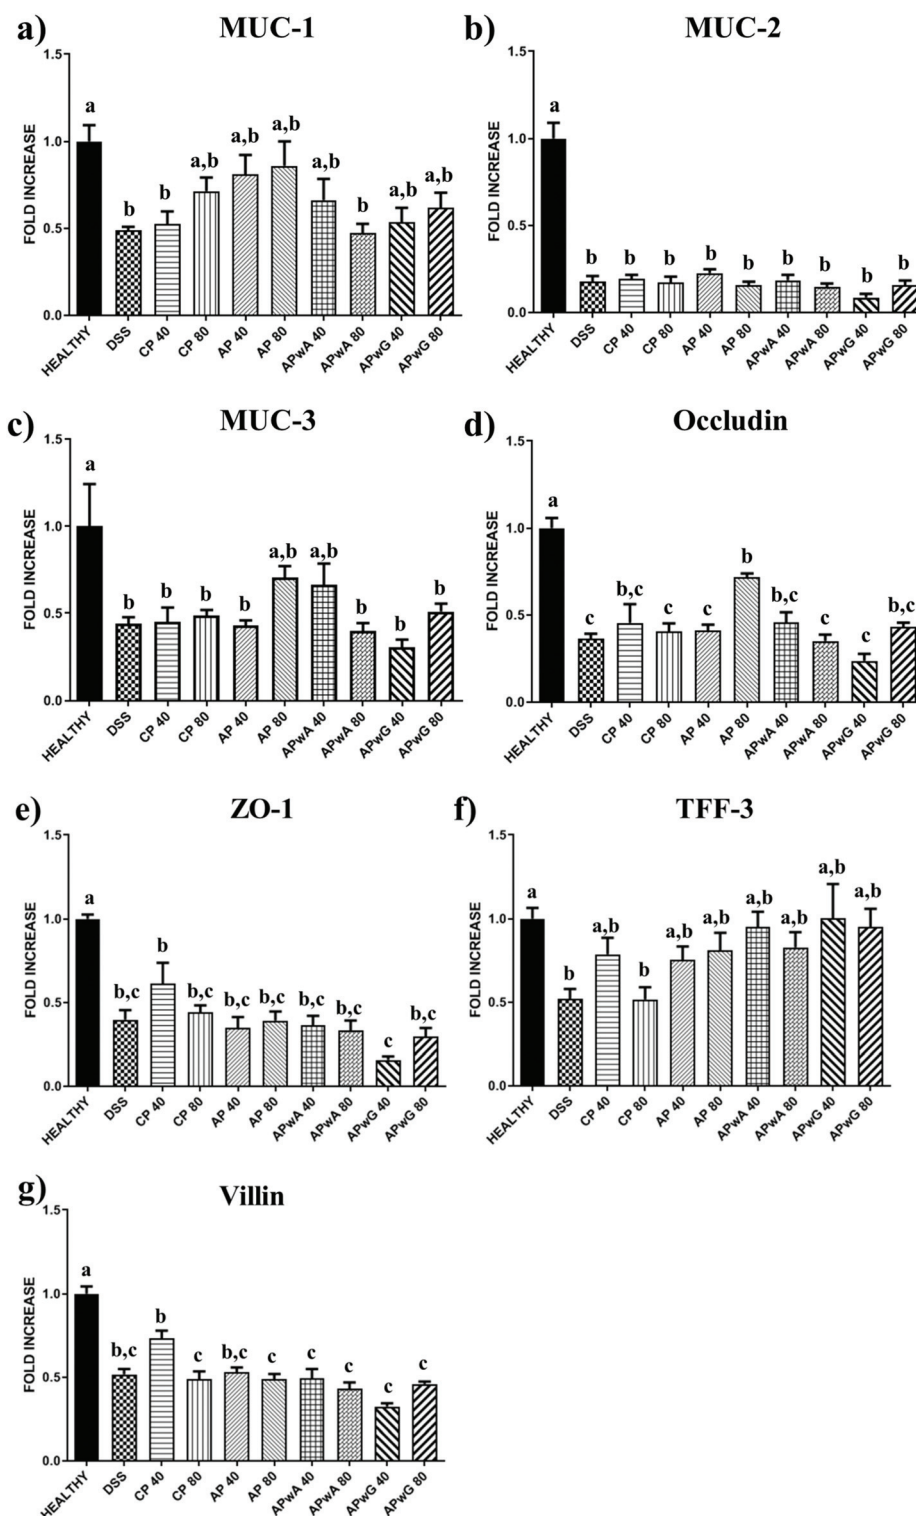 a) MUC-1
FOLD INCREASE
1.5
1.0
0.5
0.0
a b b a,b a,b a,b a,b b a,b a,b
HEALTHY DSS CP 40 CP 80 AP 40 AP 80 APwA 40 APwA 80 APwG 40 APwG 80
b) MUC-2
FOLD INCREASE
1.5
1.0
0.5
0.0
a b b b b b b b b b
HEALTHY DSS CP 40 CP 80 AP 40 AP 80 APwA 40 APwA 80 APwG 40 APwG 80
c) MUC-3
FOLD INCREASE
1.5
1.0
0.5
0.0
a b b b b a,b a,b b b b
HEALTHY DSS CP 40 CP 80 AP 40 AP 80 APwA 40 APwA 80 APwG 40 APwG 80
d) Occludin
FOLD INCREASE
1.5
1.0
0.5
0.0
a c b,c c c b b,c c c b,c
HEALTHY DSS CP 40 CP 80 AP 40 AP 80 APwA 40 APwA 80 APwG 40 APwG 80
e) ZO-1
FOLD INCREASE
1.5
1.0
0.5
0.0
a b,c b b,c b,c b,c b,c b,c c b,c
HEALTHY DSS CP 40 CP 80 AP 40 AP 80 APwA 40 APwA 80 APwG 40 APwG 80
f) TFF-3
FOLD INCREASE
1.5
1.0
0.5
0.0
a b a,b b a,b a,b a,b a,b a,b a,b
HEALTHY DSS CP 40 CP 80 AP 40 AP 80 APwA 40 APwA 80 APwG 40 APwG 80
g) Villin
FOLD INCREASE
1.5
1.0
0.5
0.0
a b,c b c b,c c c c c c
HEALTHY DSS CP 40 CP 80 AP 40 AP 80 APwA 40 APwA 80 APwG 40 APwG 80